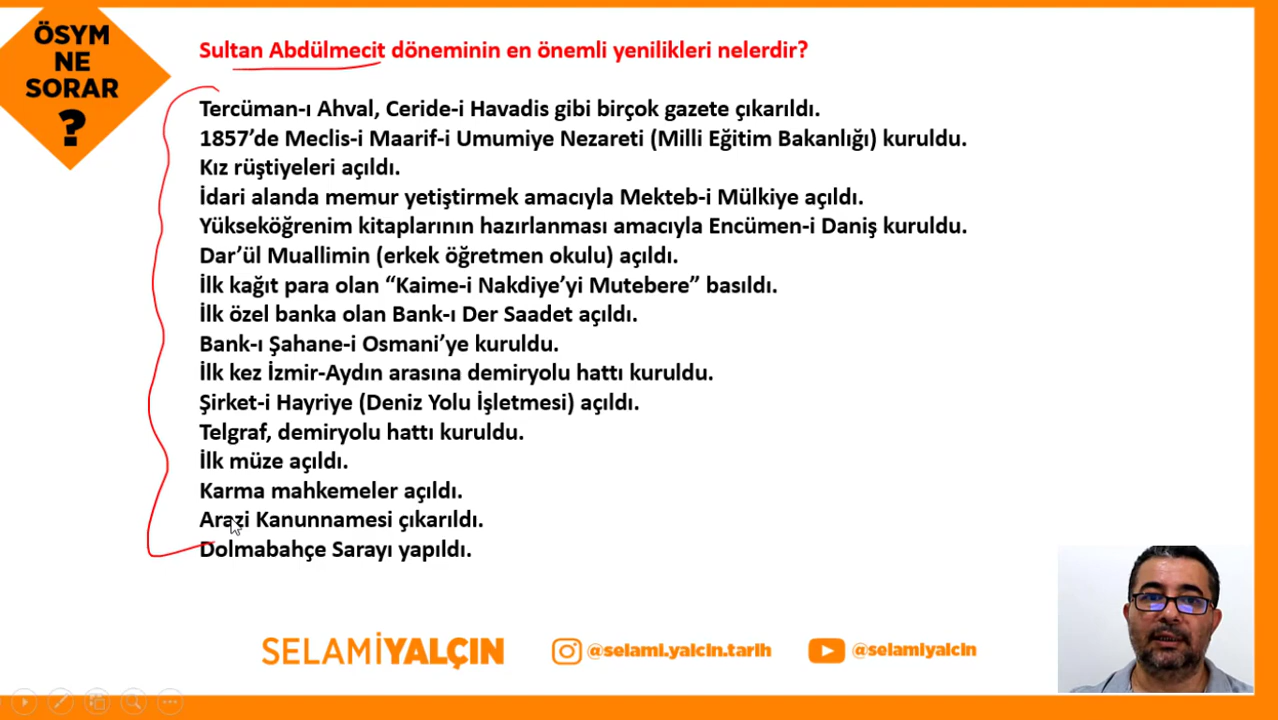 ÖSYM
NE
SORAR
?
Sultan Abdülmecit döneminin en önemli yenilikleri nelerdir?
Tercüman-ı Ahval, Ceride-i Havadis gibi birçok gazete çıkarıldı.
1857’de Meclis-i Maarif-i Umumiye Nezareti (Milli Eğitim Bakanlığı) kuruldu.
Kız rüştiyeleri açıldı.
İdari alanda memur yetiştirmek amacıyla Mekteb-i Mülkiye açıldı.
Yükseköğrenim kitaplarının hazırlanması amacıyla Encümen-i Daniş kuruldu.
Dar’ül Muallimin (erkek öğretmen okulu) açıldı.
İlk kağıt para olan “Kaime-i Nakdiye’yi Mutebere” basıldı.
İlk özel banka olan Bank-ı Der Saadet açıldı.
Bank-ı Şahane-i Osmani’ye kuruldu.
İlk kez İzmir-Aydın arasına demiryolu hattı kuruldu.
Şirket-i Hayriye (Deniz Yolu İşletmesi) açıldı.
Telgraf, demiryolu hattı kuruldu.
İlk müze açıldı.
Karma mahkemeler açıldı.
Arazi Kanunnamesi çıkarıldı.
Dolmabahçe Sarayı yapıldı.
SELAMİYALÇIN @selami.yalcin.tarih @selamiyalcin